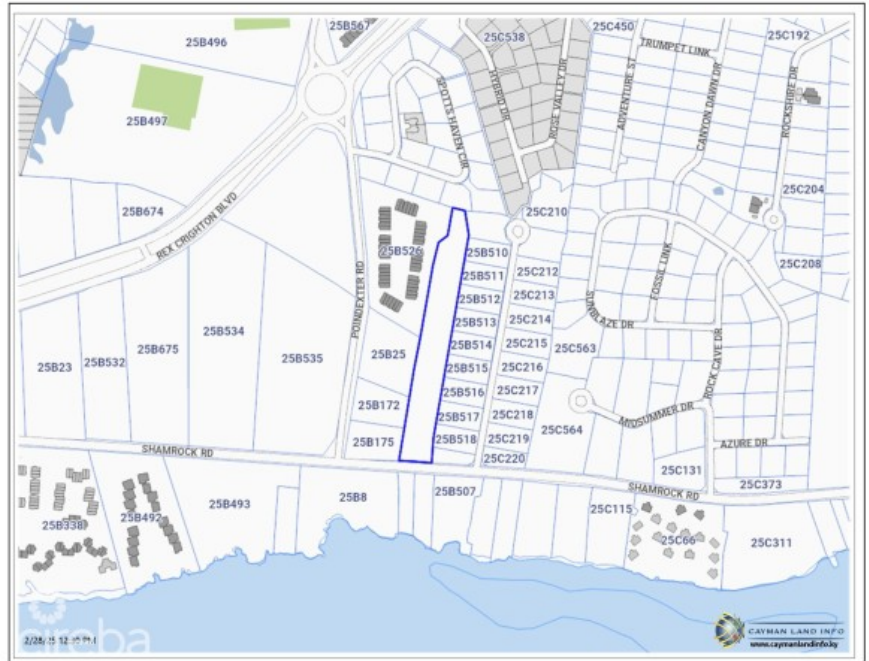 25B496
25B567
25C538
25C450
25C192
TRUMPET LINK
HYBRID DR
ROSE VALLEY DR
ADVENTURE ST
CANYON DAWN DR
ROCKSHIRE DR
SPOTTS HAVEN CIR
25B497
25C204
25B674
REX CRIGHTON BLVD
25C210
25B526
25B510
25C208
POINDEXTER RD
25B511
25C212
FOSSIL LINK
25B512
25C213
SUNBLAZE DR
25B513
25C214
25B534
25B514
25C215
25C563
25B535
25B25
25B675
25B532
25B23
25B515
25C216
ROCK CAVE DR
25B516
25C217
25B172
25B517
25C218
25C564
MIDSUMMER DR
25B175
25B518
25C219
AZURE DR
SHAMROCK RD
25C220
25C131
25C373
SHAMROCK RD
25B338
25B492
25B493
25B8
25B507
25C115
25C66
25C311
CAYMAN LAND INFO
www.caymanlandinfo.ky
cireba